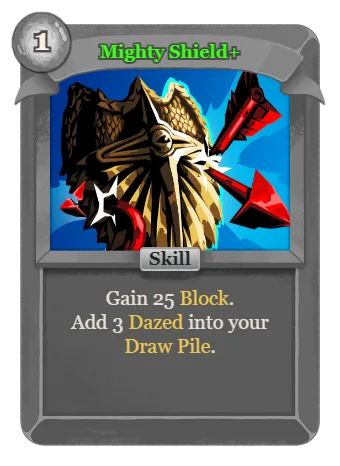 1
Mighty Shield+
Skill
Gain 25 Block.
Add 3 Dazed into your
Draw Pile.